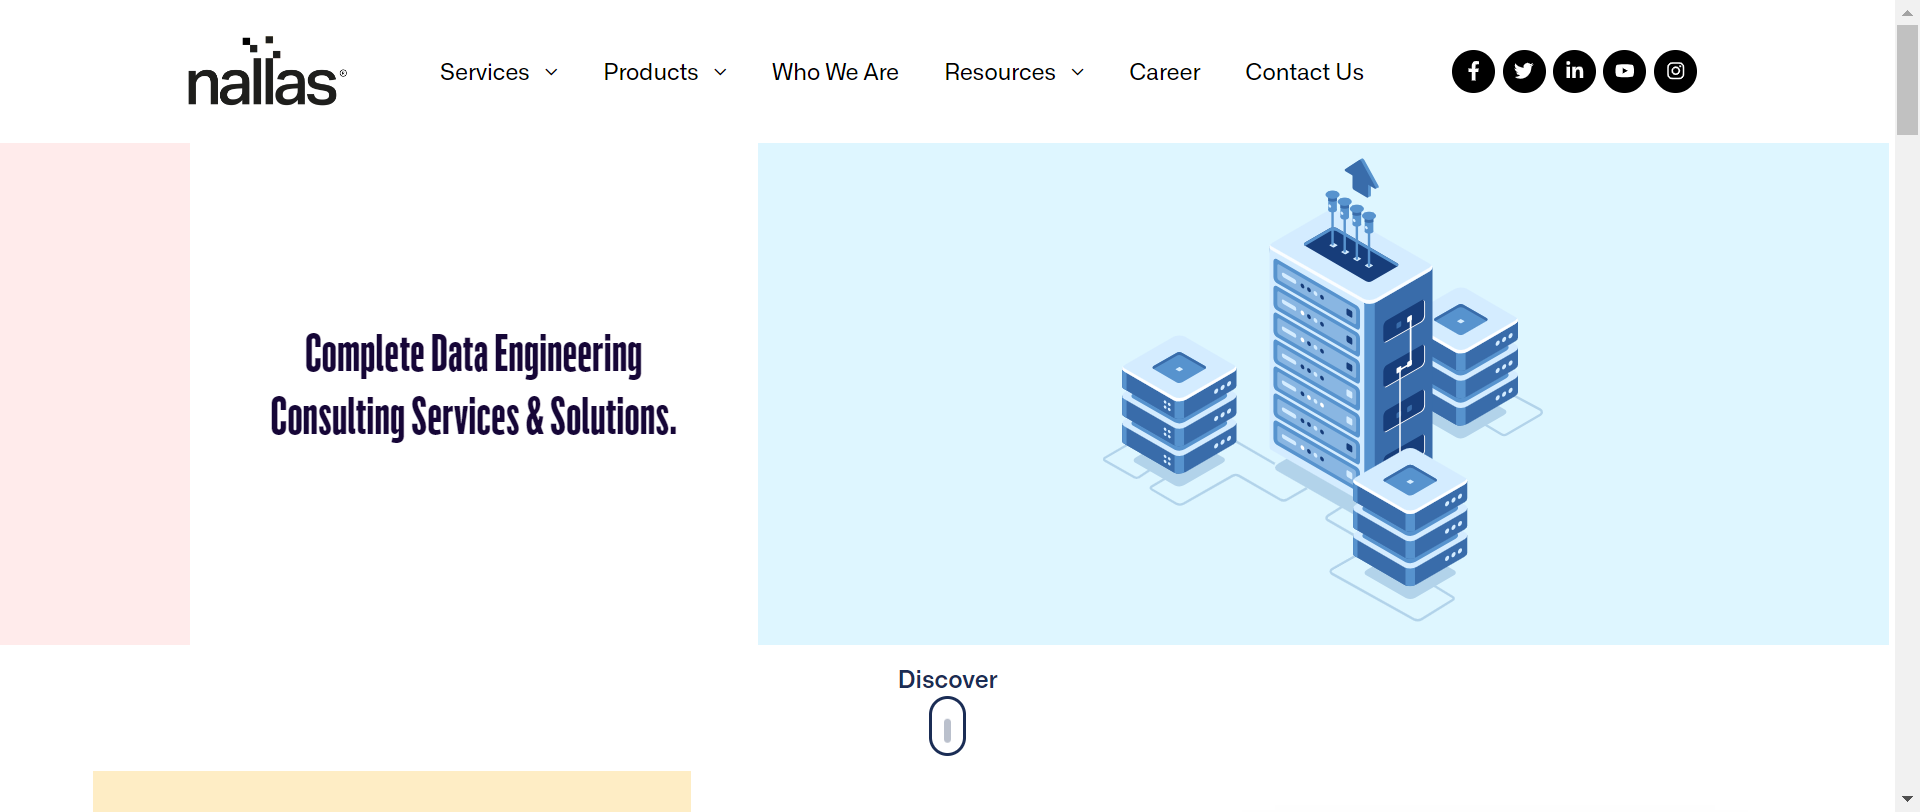 nallas®
Services Products Who We Are Resources Career Contact Us
Complete Data Engineering
Consulting Services & Solutions.
Discover